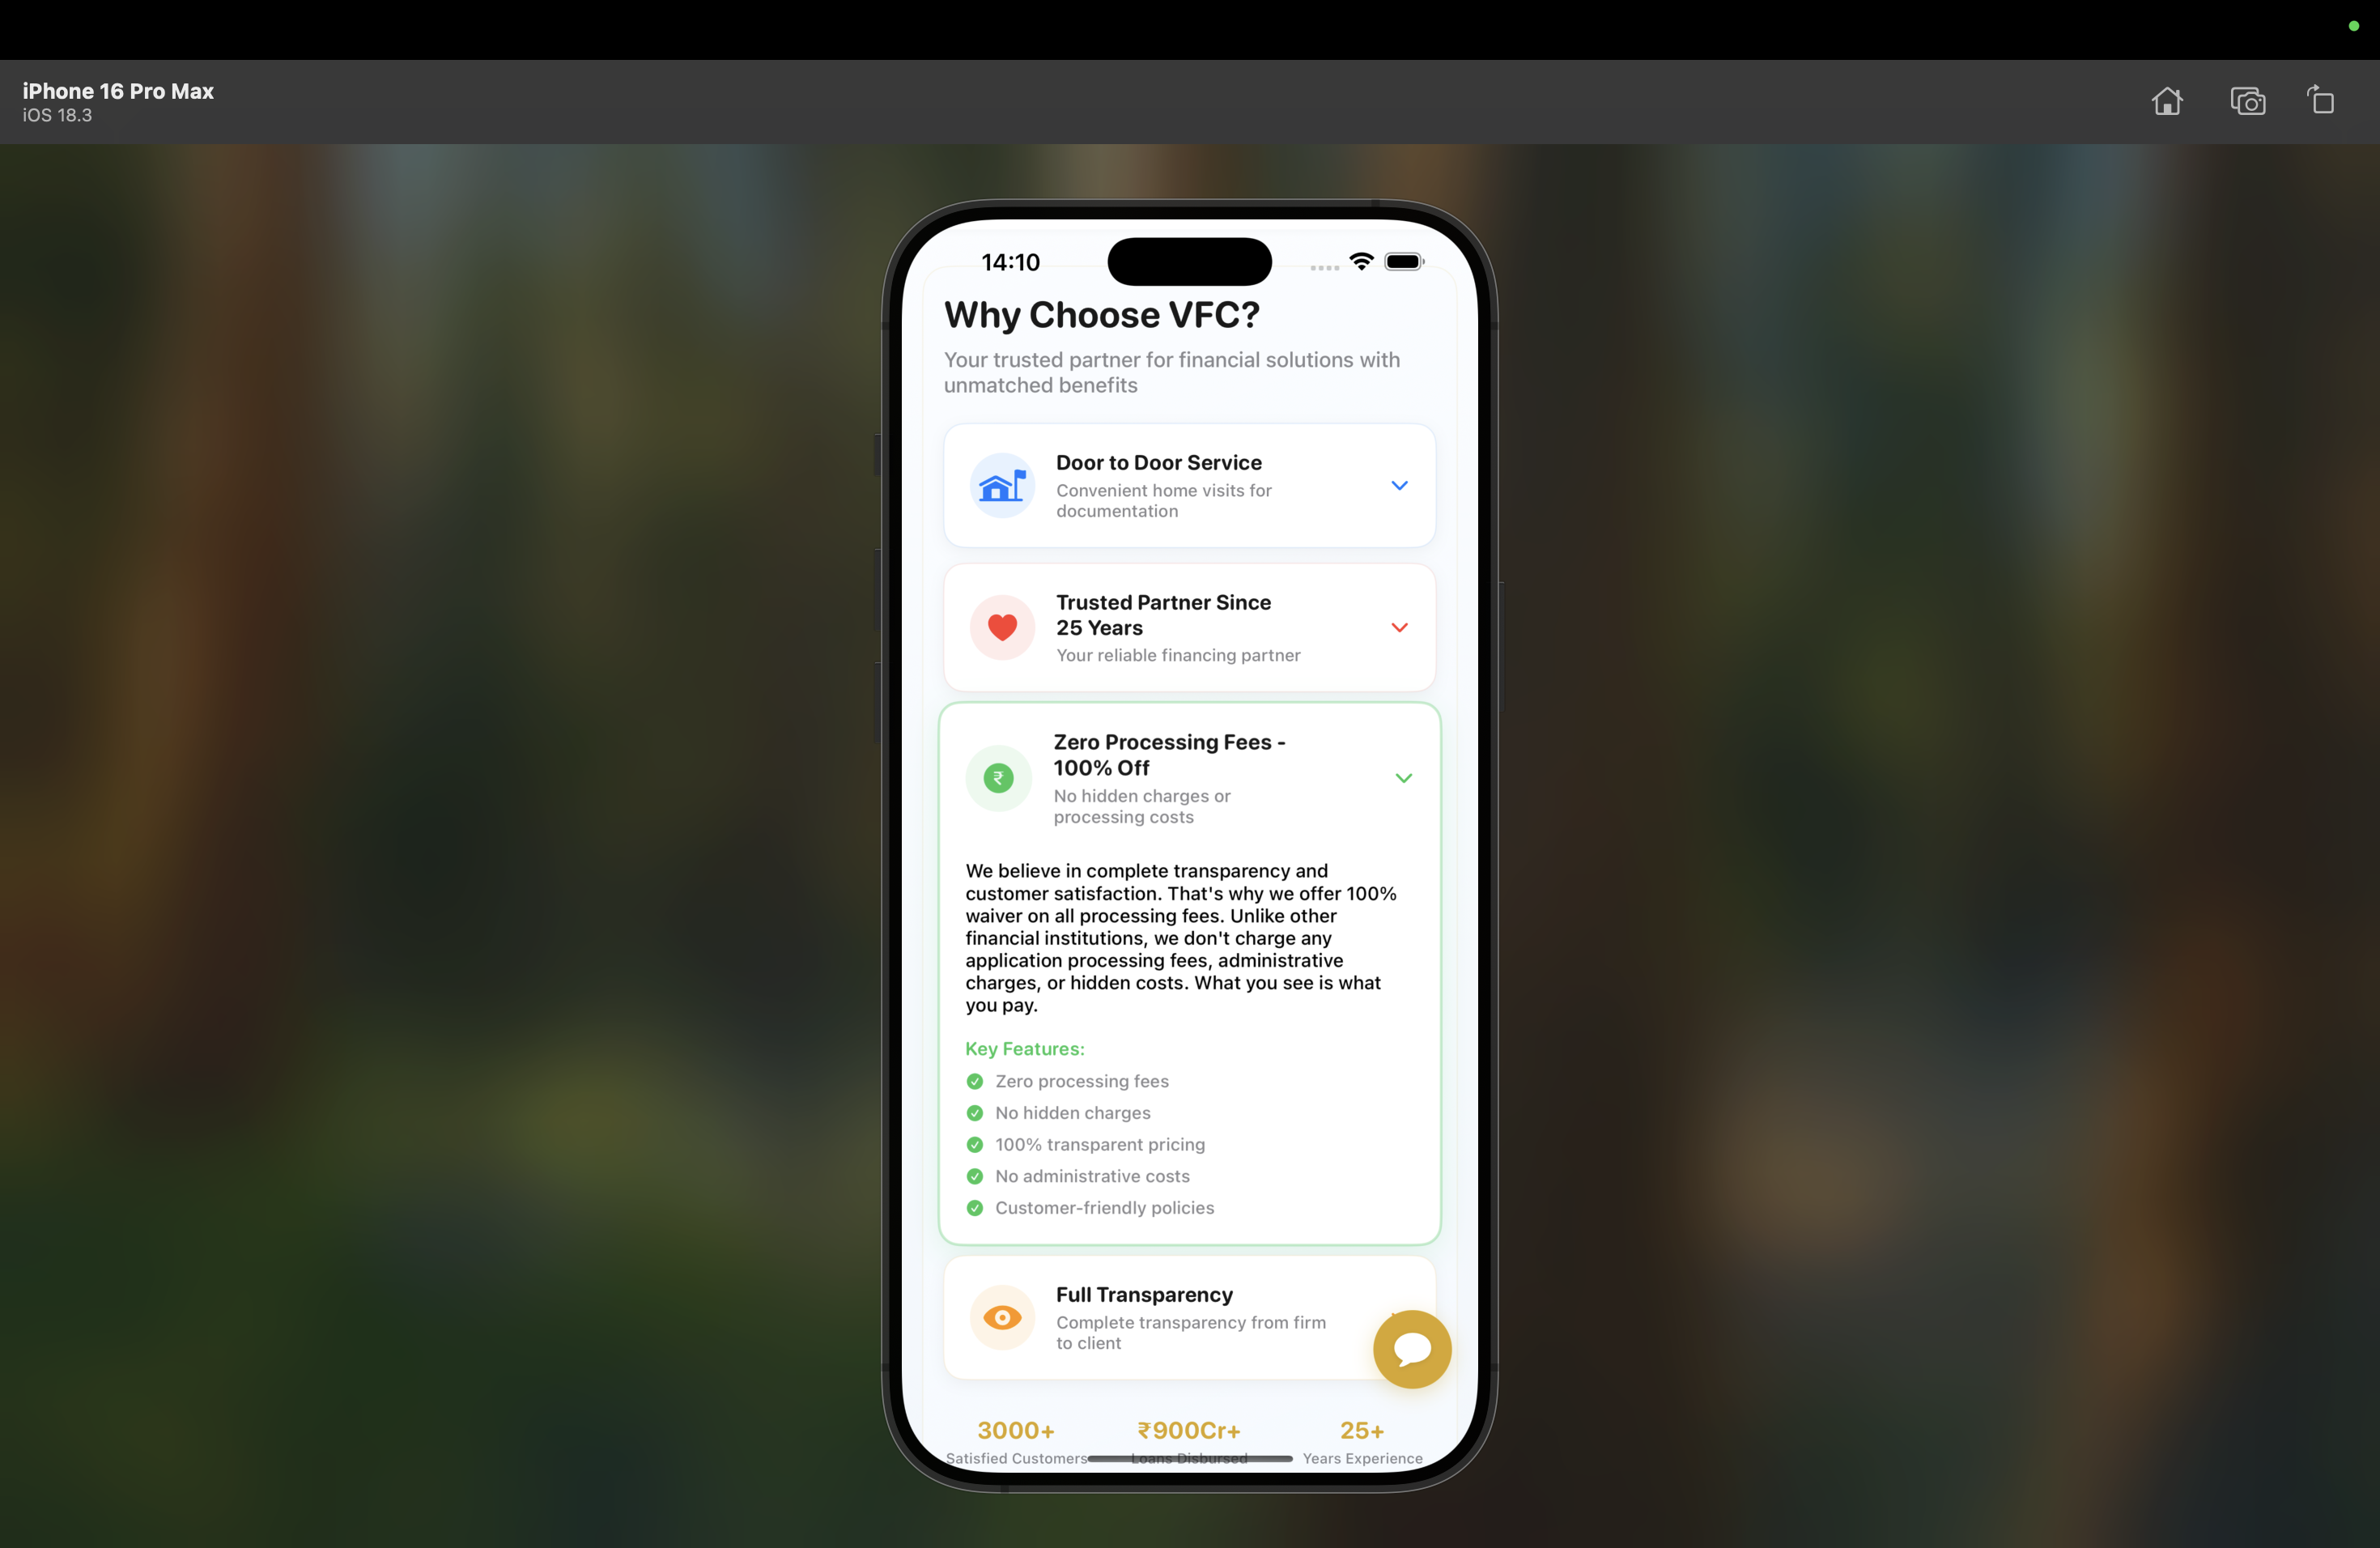 iPhone 16 Pro Max
iOS 18.3
14:10
Why Choose VFC?
Your trusted partner for financial solutions with
unmatched benefits
Door to Door Service
Convenient home visits for
documentation
Trusted Partner Since
25 Years
Your reliable financing partner
₹
Zero Processing Fees -
100% Off
No hidden charges or
processing costs
We believe in complete transparency and
customer satisfaction. That's why we offer 100%
waiver on all processing fees. Unlike other
financial institutions, we don't charge any
application processing fees, administrative
charges, or hidden costs. What you see is what
you pay.
Key Features:
Zero processing fees
No hidden charges
100% transparent pricing
No administrative costs
Customer-friendly policies
Full Transparency
Complete transparency from firm
to client
3000+ ₹900Cr+ 25+
Satisfied Customers Loans Disbursed Years Experience